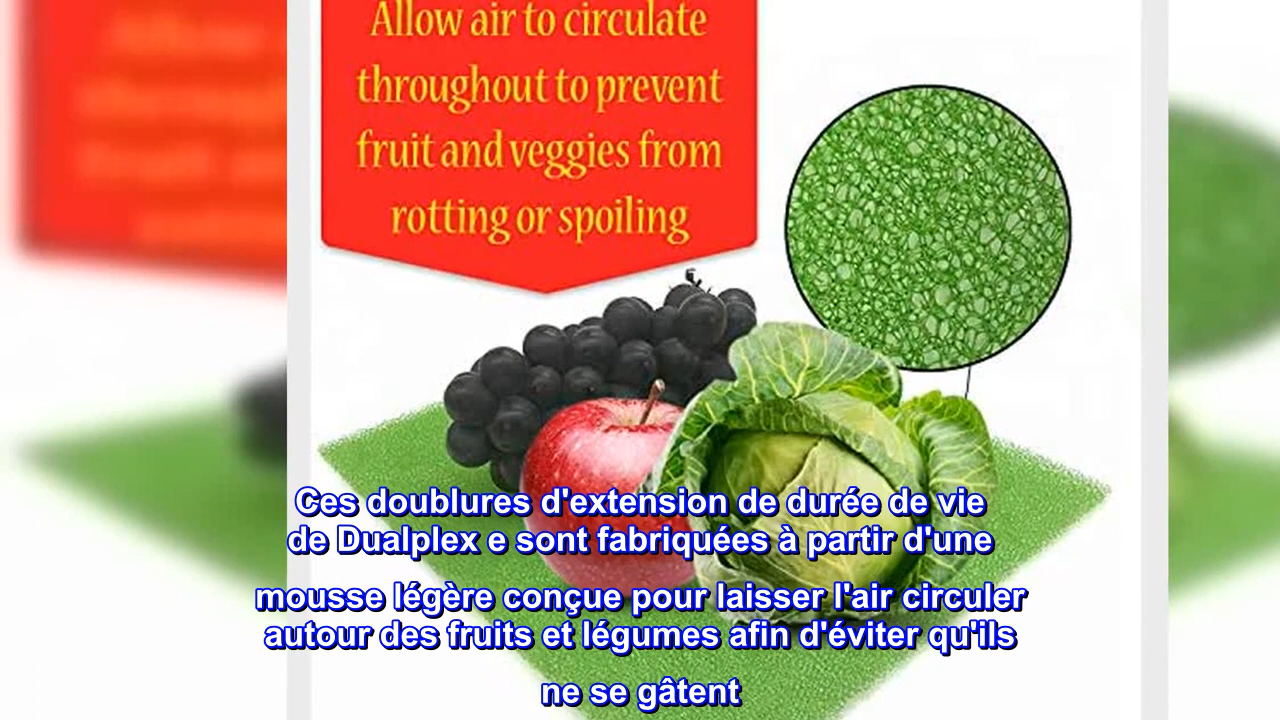 Allow air to circulate
throughout to prevent
fruit and veggies from
rotting or spoiling
Ces doublures d'extension de durée de vie
de Dualplex e sont fabriquées à partir d'une
mousse légère conçue pour laisser l'air circuler
autour des fruits et légumes afin d'éviter qu'ils
ne se gâtent